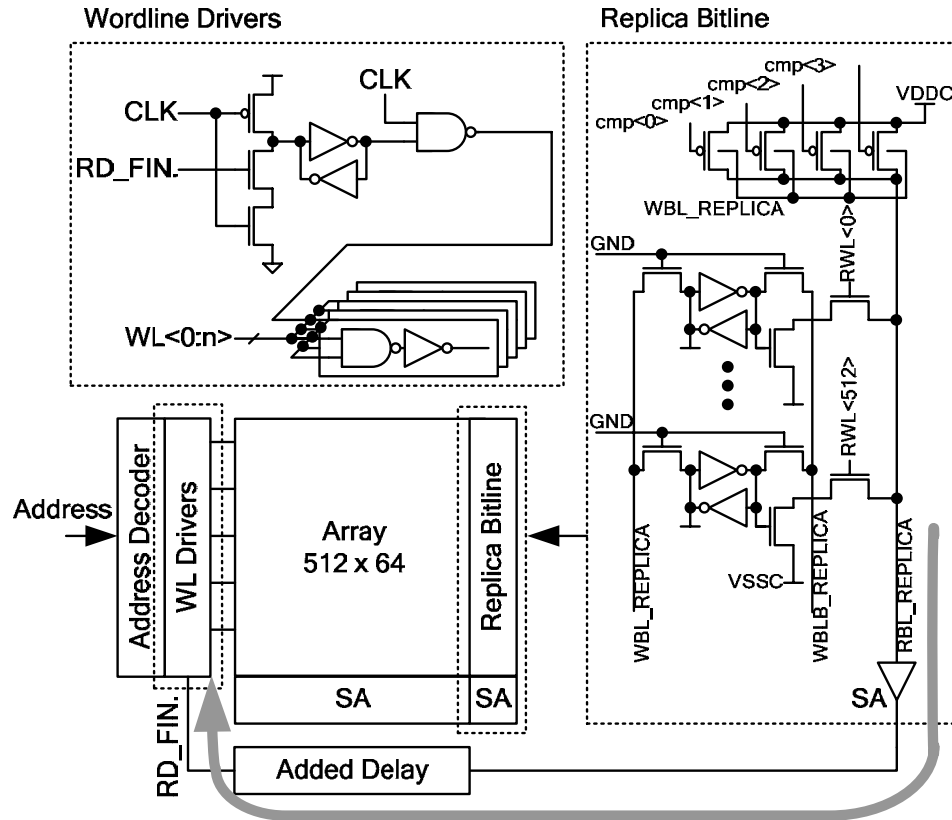 Wordline Drivers
CLK
CLK
RD_FIN.
WL<0:n>
Replica Bitline
cmp<3>
cmp<2>
cmp<1>
cmp<0>
VDDC
WBL_REPLICA
RWL<0>
GND
GND
RWL<512>
VSSC
WBL_REPLICA
WBLB_REPLICA
RBL_REPLICA
SA
Address
Address Decoder
WL Drivers
Array
512 x 64
Replica Bitline
SA
SA
RD_FIN.
Added Delay